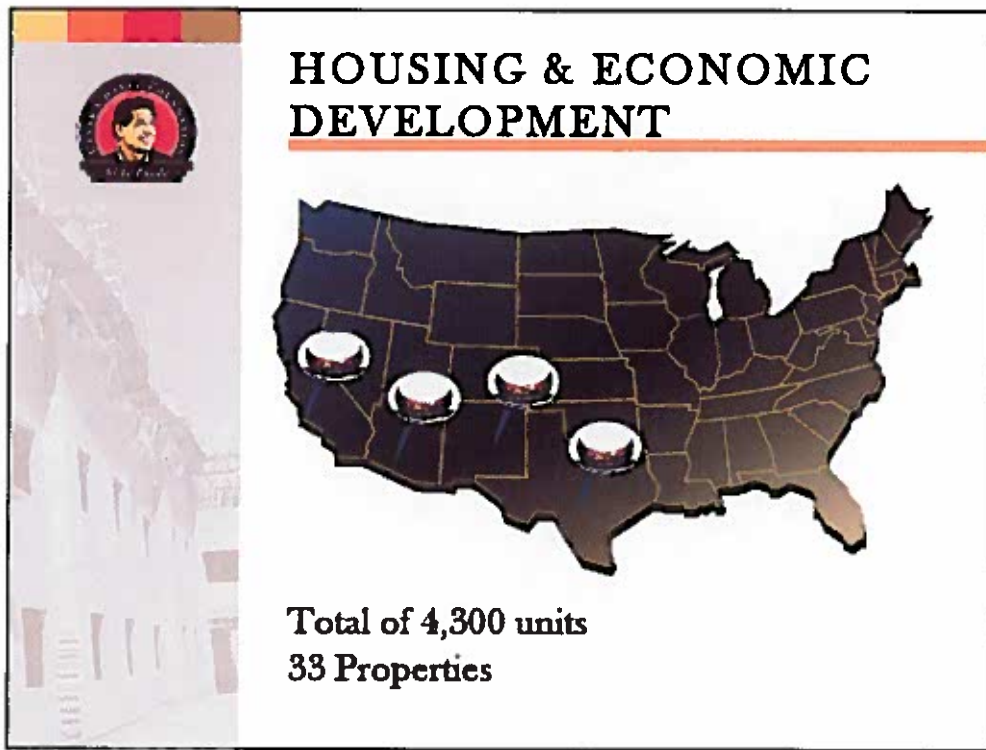 HOUSING & ECONOMIC
DEVELOPMENT
Total of 4,300 units
33 Properties